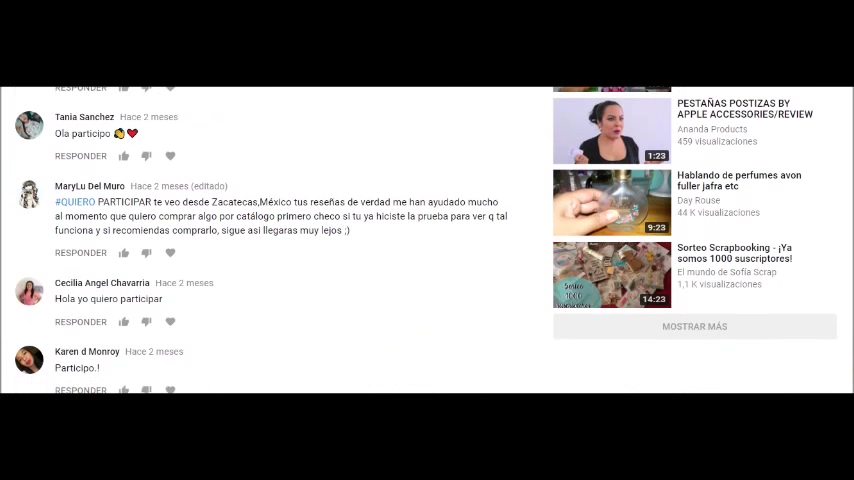 RESPONDER
Tania Sanchez Hace 2 meses
Ola participo 👏❤
RESPONDER
MaryLu Del Muro Hace 2 meses (editado)
#QUIERO PARTICIPAR te veo desde Zacatecas,México tus reseñas de verdad me han ayudado mucho
al momento que quiero comprar algo por catálogo primero checo si tu ya hiciste la prueba para ver q tal
funciona y si recomiendas comprarlo, sigue asi llegaras muy lejos ;)
RESPONDER
Cecilia Angel Chavarria Hace 2 meses
Hola yo quiero participar
RESPONDER
Karen d Monroy Hace 2 meses
Participo.!
RESPONDER
PESTAÑAS POSTIZAS BY
APPLE ACCESSORIES/REVIEW
Ananda Products
459 visualizaciones
1:23
Hablando de perfumes avon
fuller jafra etc
Day Rouse
44 K visualizaciones
9:23
Sorteo Scrapbooking - ¡Ya
somos 1000 suscriptores!
El mundo de Sofía Scrap
1,1 K visualizaciones
Sorteo
1000
14:23
MOSTRAR MÁS